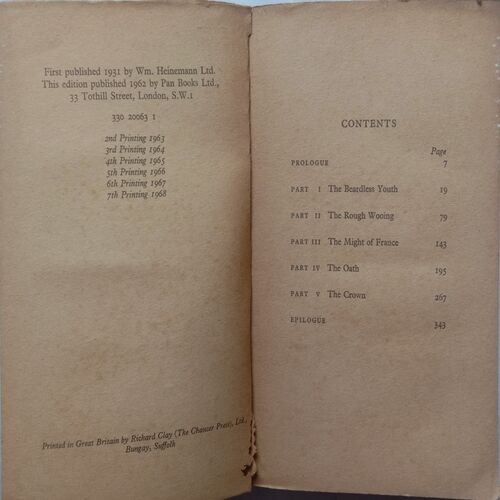 First published 1931 by Wm. Heinemann Ltd.
This edition published 1962 by Pan Books Ltd.,
33 Tothill Street, London, S.W.1
330 20063 1
2nd Printing 1963
3rd Printing 1964
4th Printing 1965
5th Printing 1966
6th Printing 1967
7th Printing 1968
Printed in Great Britain by Richard Clay (The Chaucer Press), Ltd.,
Bungay, Suffolk
CONTENTS
Page
PROLOGUE 7
PART I The Beardless Youth 19
PART II The Rough Wooing 79
PART III The Might of France 143
PART IV The Oath 195
PART V The Crown 267
EPILOGUE 343